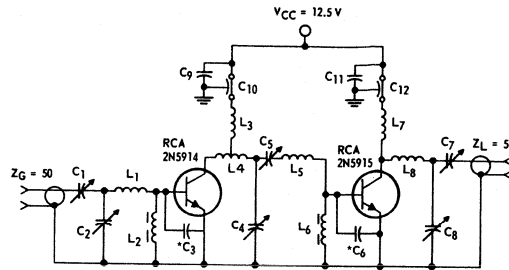 VCC = 12.5 V
C9
C10
C11
C12
L3
L7
RCA
2N5914
C5
RCA
2N5915
C7
ZL = 5
ZG = 50
C1
L1
L4
L5
L8
C2
L2
*C3
C4
L6
*C6
C8